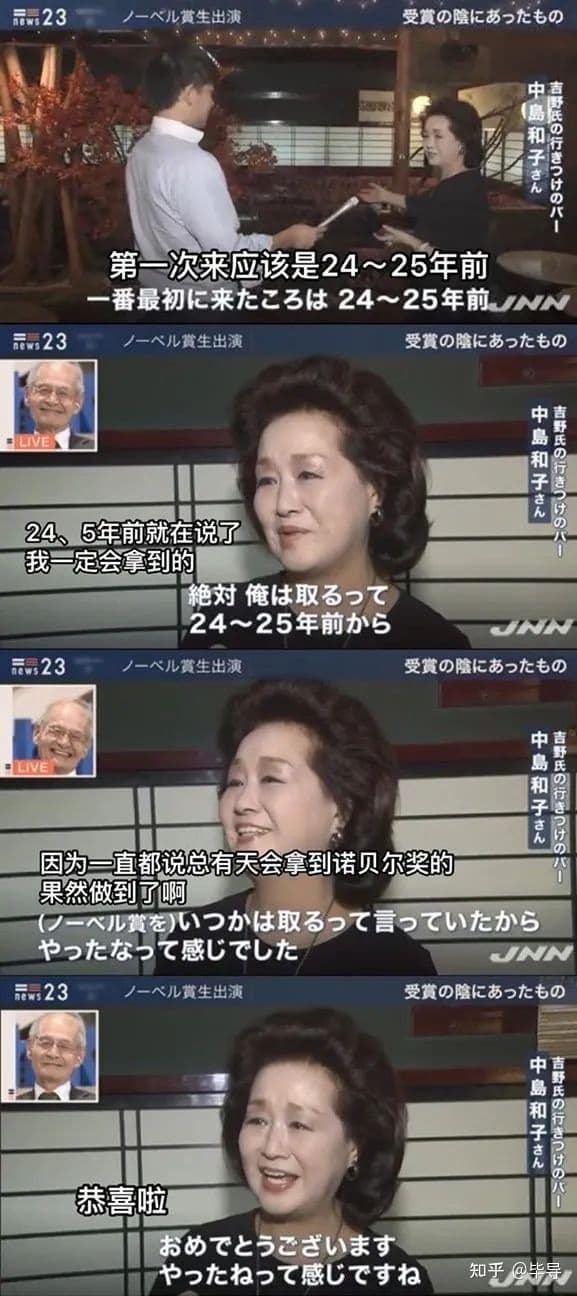 news23 ノーベル賞生出演
受賞の陰にあったもの
吉野氏の行きつけのバー
中島和子さん
第一次来应该是24～25年前
一番最初に来たころは 24～25年前
JNN
news23 ノーベル賞生出演
受賞の陰にあったもの
LIVE
吉野氏の行きつけのバー
中島和子さん
24、5年前就在说了
我一定会拿到的
絶対 俺は取るって
24～25年前から
JNN
news23 ノーベル賞生出演
受賞の陰にあったもの
LIVE
吉野氏の行きつけのバー
中島和子さん
因为一直都说总有天会拿到诺贝尔奖的
果然做到了啊
(ノーベル賞を)いつかは取るって言っていたから
やったなって感じでした
JNN
news23 ノーベル賞生出演
受賞の陰にあったもの
吉野氏の行きつけのバー
中島和子さん
恭喜啦
おめでとうございます
やったねって感じですね
JNN
知乎 @毕导